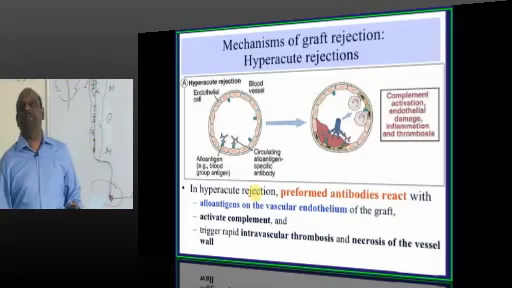 Mechanisms of graft rejection:
Hyperacute rejections
A Hyperacute rejection
Endothelial
cell
Blood
vessel
Alloantigen
(e.g., blood
group antigen)
Circulating
alloantigen-
specific
antibody
Complement
activation,
endothelial
damage,
inflammation
and thrombosis
• In hyperacute rejection, preformed antibodies react with
- alloantigens on the vascular endothelium of the graft,
- activate complement, and
- trigger rapid intravascular thrombosis and necrosis of the vessel
wall